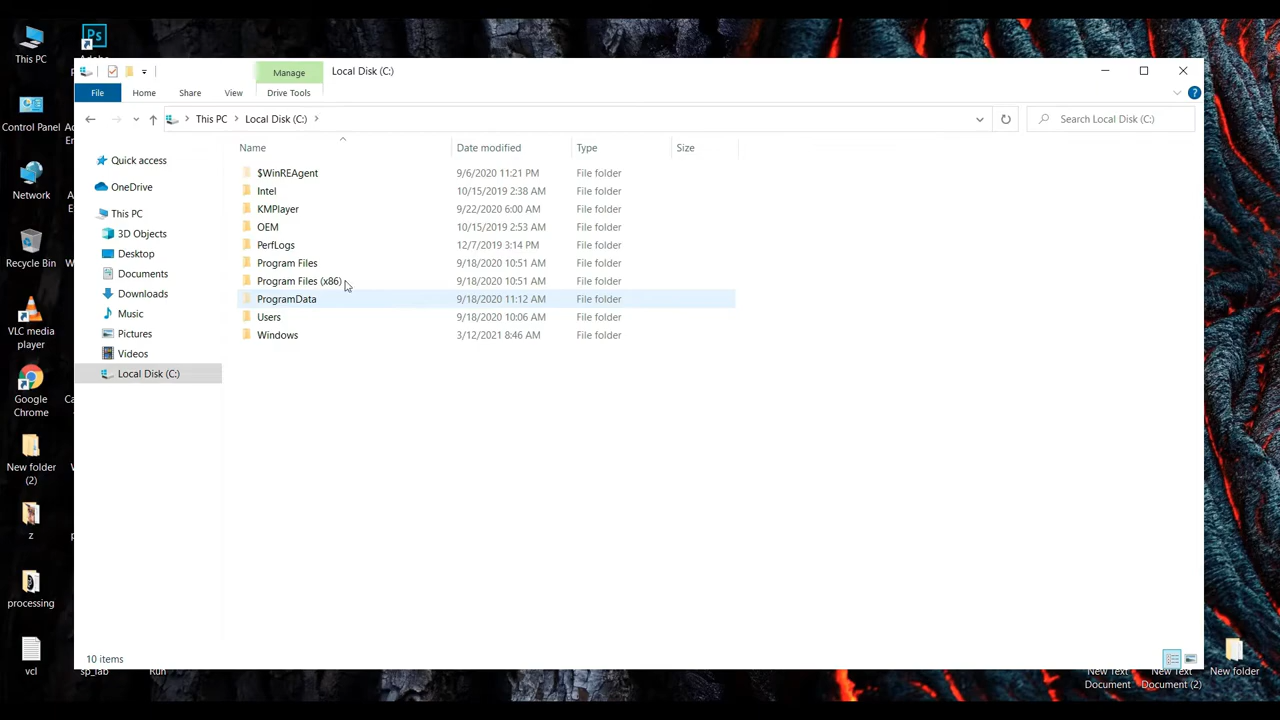 This PC
Ps
Manage
Local Disk (C:)
File
Home
Share
View
Drive Tools
This PC
Local Disk (C:)
Search Local Disk (C:)
Control Panel
Name
Date modified
Type
Size
Quick access
OneDrive
This PC
3D Objects
Desktop
Documents
Downloads
Music
Pictures
Videos
Local Disk (C:)
$WinREAgent 9/6/2020 11:21 PM File folder
Intel 10/15/2019 2:38 AM File folder
KMPlayer 9/22/2020 6:00 AM File folder
OEM 10/15/2019 2:53 AM File folder
PerfLogs 12/7/2019 3:14 PM File folder
Program Files 9/18/2020 10:51 AM File folder
Program Files (x86) 9/18/2020 10:51 AM File folder
ProgramData 9/18/2020 11:12 AM File folder
Users 9/18/2020 10:06 AM File folder
Windows 3/12/2021 8:46 AM File folder
Network
Recycle Bin
VLC media
player
Google
Chrome
New folder
(2)
z
processing
vcl
10 items
sp_lab
Run
New Text
Document
New Text
Document (2)
New folder